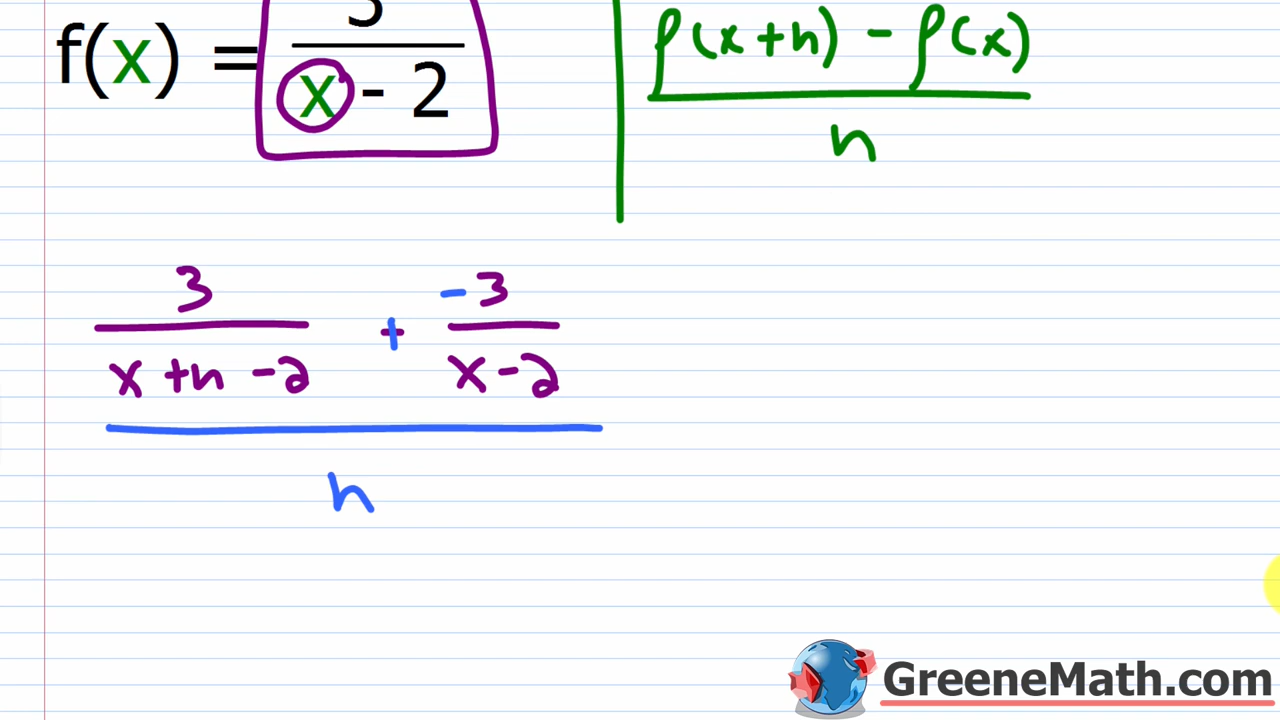 f(x) = 3/(x - 2)
(f(x+h) - f(x))/h
3/(x+h-2) + -3/(x-2)
h
GreeneMath.com